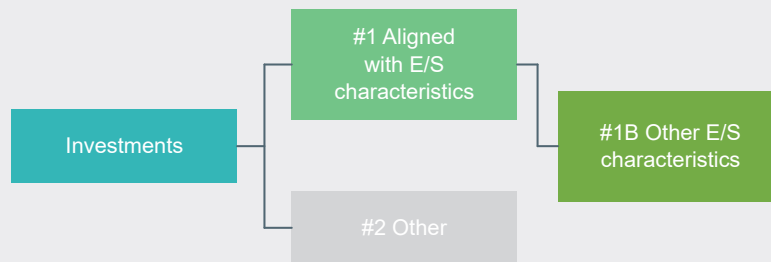 #1 Aligned
with E/S
characteristics
Investments
#1B Other E/S
characteristics
#2 Other